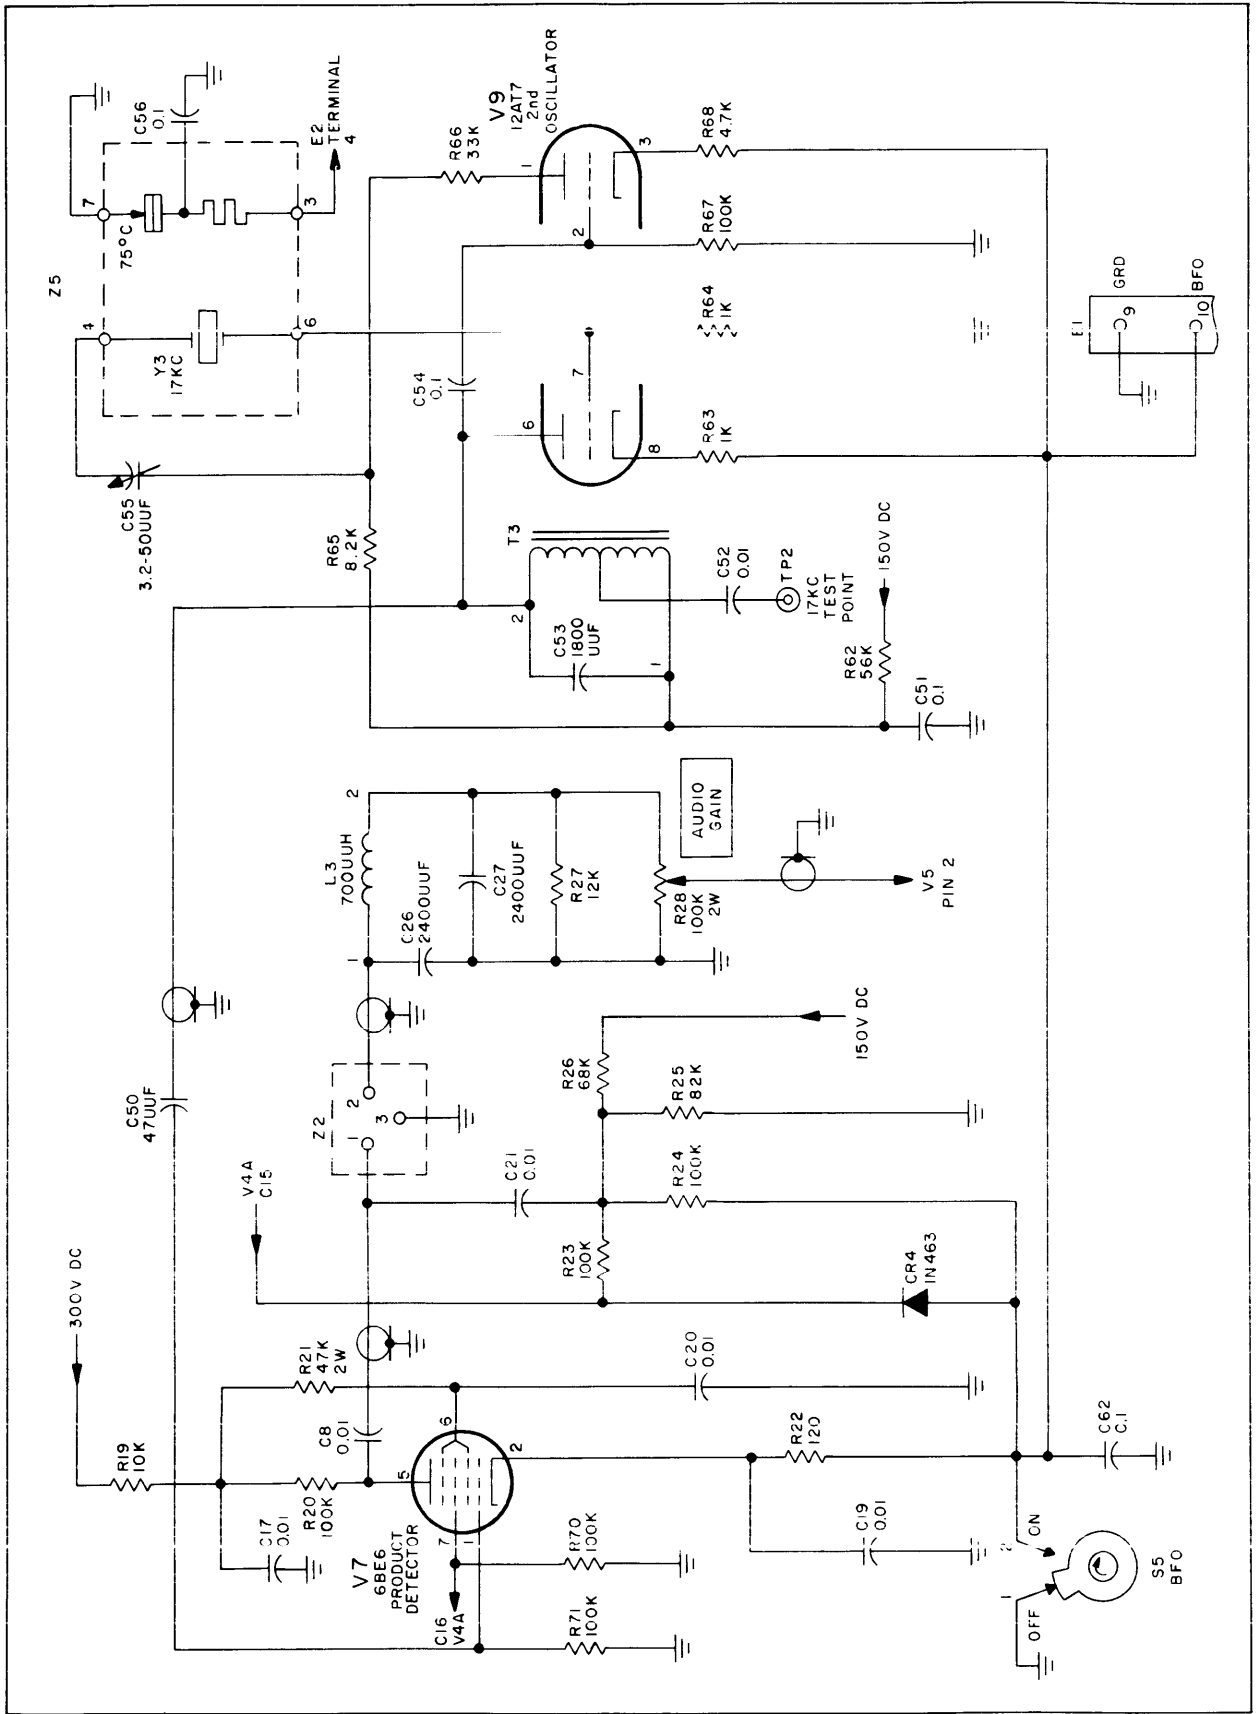 300V DC
R19
10K
C17
0.01
R20
100K
R21
47K
2W
C8
0.01
V7
6BE6
PRODUCT
DETECTOR
5
6
7
1
2
C16
V4A
R71
100K
R70
100K
C20
0.01
R22
120
C19
0.01
C62
0.1
1
2
OFF
ON
S5
BFO
V4A
C15
C50
47UUF
Z2
1
2
3
C21
0.01
R23
100K
R24
100K
R25
82K
R26
68K
150V DC
CR4
1N463
L3
700UUH
1
2
C26
2400UUF
C27
2400UUF
R27
12K
R28
100K
2W
AUDIO
GAIN
V5
PIN 2
C53
1800
UUF
2
1
T3
C52
0.01
TP2
17KC
TEST
POINT
R62
56K
150V DC
C51
0.1
R65
8.2K
C55
3.2-50UUF
C54
0.1
Z5
4
7
Y3
17KC
75°C
6
3
C56
0.1
E2
TERMINAL
4
R66
33K
V9
12AT7
2nd
OSCILLATOR
6
7
8
1
2
3
R63
1K
R64
1K
R67
100K
R68
4.7K
E1
9
GRD
10
BFO